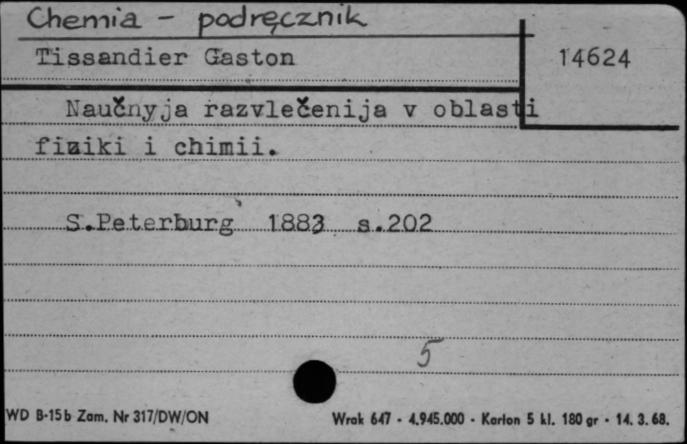 Chemia - podręcznik
Tissandier Gaston
14624
Naučnyja razvlečenija v oblasti
fiziki i chimii.
S.Peterburg 1883 s.202
5
WD B-15b Zam. Nr 317/DW/ON
Wrak 647 - 4.945.000 - Karton 5 kl. 180 gr - 14. 3. 68.